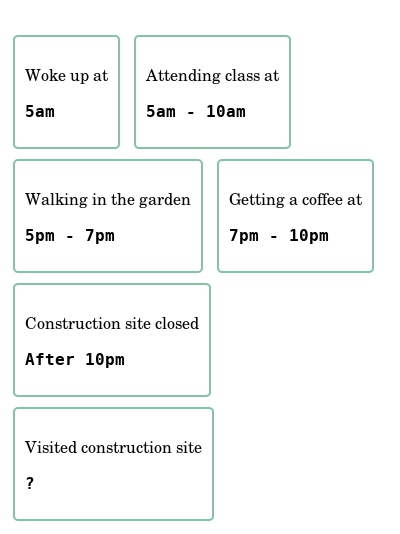 Woke up at
5am
Attending class at
5am - 10am
Walking in the garden
5pm - 7pm
Getting a coffee at
7pm - 10pm
Construction site closed
After 10pm
Visited construction site
?